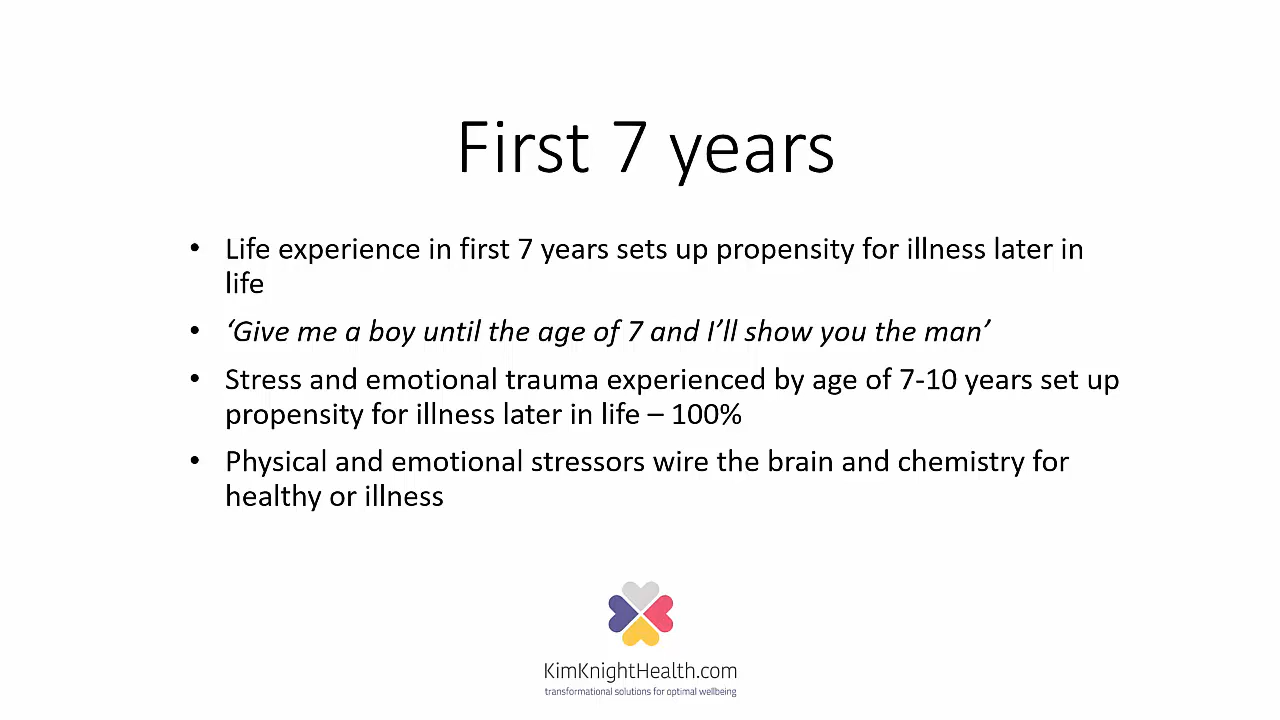 First 7 years
• Life experience in first 7 years sets up propensity for illness later in
life
• ‘Give me a boy until the age of 7 and I’ll show you the man’
• Stress and emotional trauma experienced by age of 7-10 years set up
propensity for illness later in life – 100%
• Physical and emotional stressors wire the brain and chemistry for
healthy or illness
KimKnightHealth.com
transformational solutions for optimal wellbeing